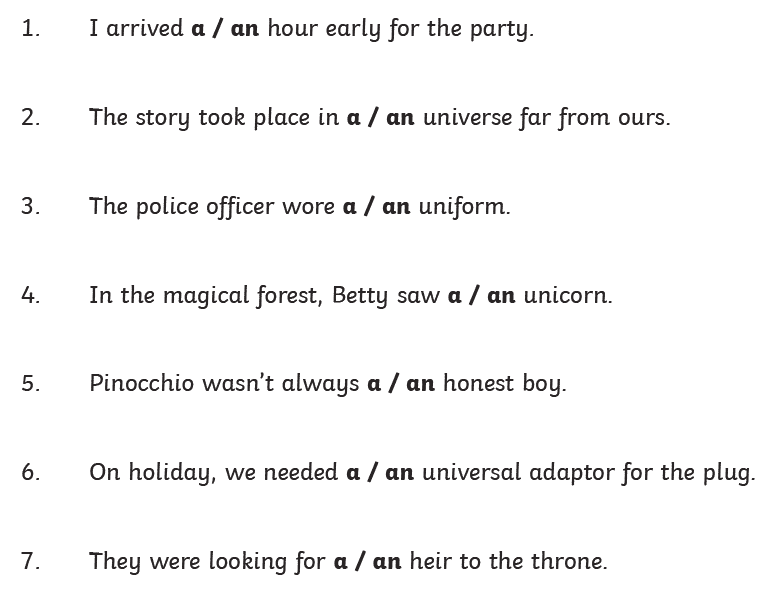 1. I arrived a / an hour early for the party.
2. The story took place in a / an universe far from ours.
3. The police officer wore a / an uniform.
4. In the magical forest, Betty saw a / an unicorn.
5. Pinocchio wasn't always a / an honest boy.
6. On holiday, we needed a / an universal adaptor for the plug.
7. They were looking for a / an heir to the throne.